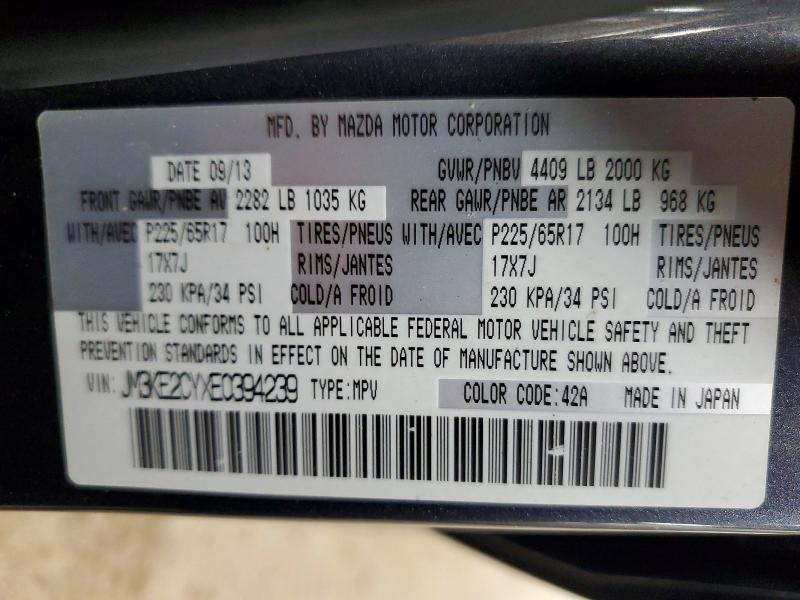 MFD. BY MAZDA MOTOR CORPORATION
DATE 09/13 GVWR/PNBV 4409 LB 2000 KG
FRONT GAWR/PNBE AV 2282 LB 1035 KG REAR GAWR/PNBE AR 2134 LB 968 KG
WITH/AVEC P225/65R17 100H TIRES/PNEUS WITH/AVEC P225/65R17 100H TIRES/PNEUS
17X7J RIMS/JANTES 17X7J RIMS/JANTES
230 KPA/34 PSI COLD/A FROID 230 KPA/34 PSI COLD/A FROID
THIS VEHICLE CONFORMS TO ALL APPLICABLE FEDERAL MOTOR VEHICLE SAFETY AND THEFT
PREVENTION STANDARDS IN EFFECT ON THE DATE OF MANUFACTURE SHOWN ABOVE.
VIN: JM3KE2CYXE0394239 TYPE:MPV COLOR CODE:42A MADE IN JAPAN